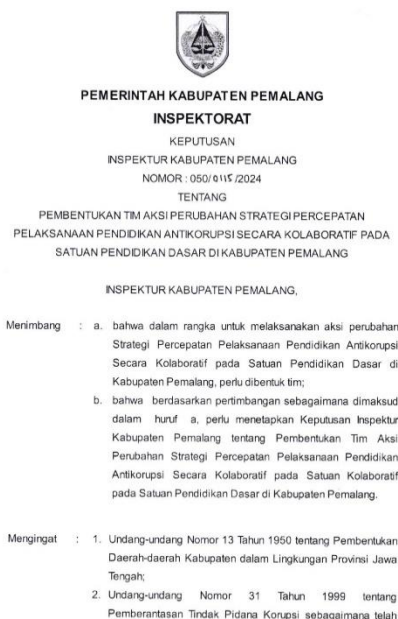 PEMERINTAH KABUPATEN PEMALANG
INSPEKTORAT
KEPUTUSAN
INSPEKTUR KABUPATEN PEMALANG
NOMOR : 050/0115/2024
TENTANG
PEMBENTUKAN TIM AKSI PERUBAHAN STRATEGI PERCEPATAN
PELAKSANAAN PENDIDIKAN ANTIKORUPSI SECARA KOLABORATIF PADA
SATUAN PENDIDIKAN DASAR DI KABUPATEN PEMALANG
INSPEKTUR KABUPATEN PEMALANG,
Menimbang : a. bahwa dalam rangka untuk melaksanakan aksi perubahan
Strategi Percepatan Pelaksanaan Pendidikan Antikorupsi
Secara Kolaboratif pada Satuan Pendidikan Dasar di
Kabupaten Pemalang, perlu dibentuk tim;
b. bahwa berdasarkan pertimbangan sebagaimana dimaksud
dalam huruf a, perlu menetapkan Keputusan Inspektur
Kabupaten Pemalang tentang Pembentukan Tim Aksi
Perubahan Strategi Percepatan Pelaksanaan Pendidikan
Antikorupsi Secara Kolaboratif pada Satuan Kolaboratif
pada Satuan Pendidikan Dasar di Kabupaten Pemalang.
Mengingat : 1. Undang-undang Nomor 13 Tahun 1950 tentang Pembentukan
Daerah-daerah Kabupaten dalam Lingkungan Provinsi Jawa
Tengah;
2. Undang-undang Nomor 31 Tahun 1999 tentang
Pemberantasan Tindak Pidana Korupsi sebagaimana telah